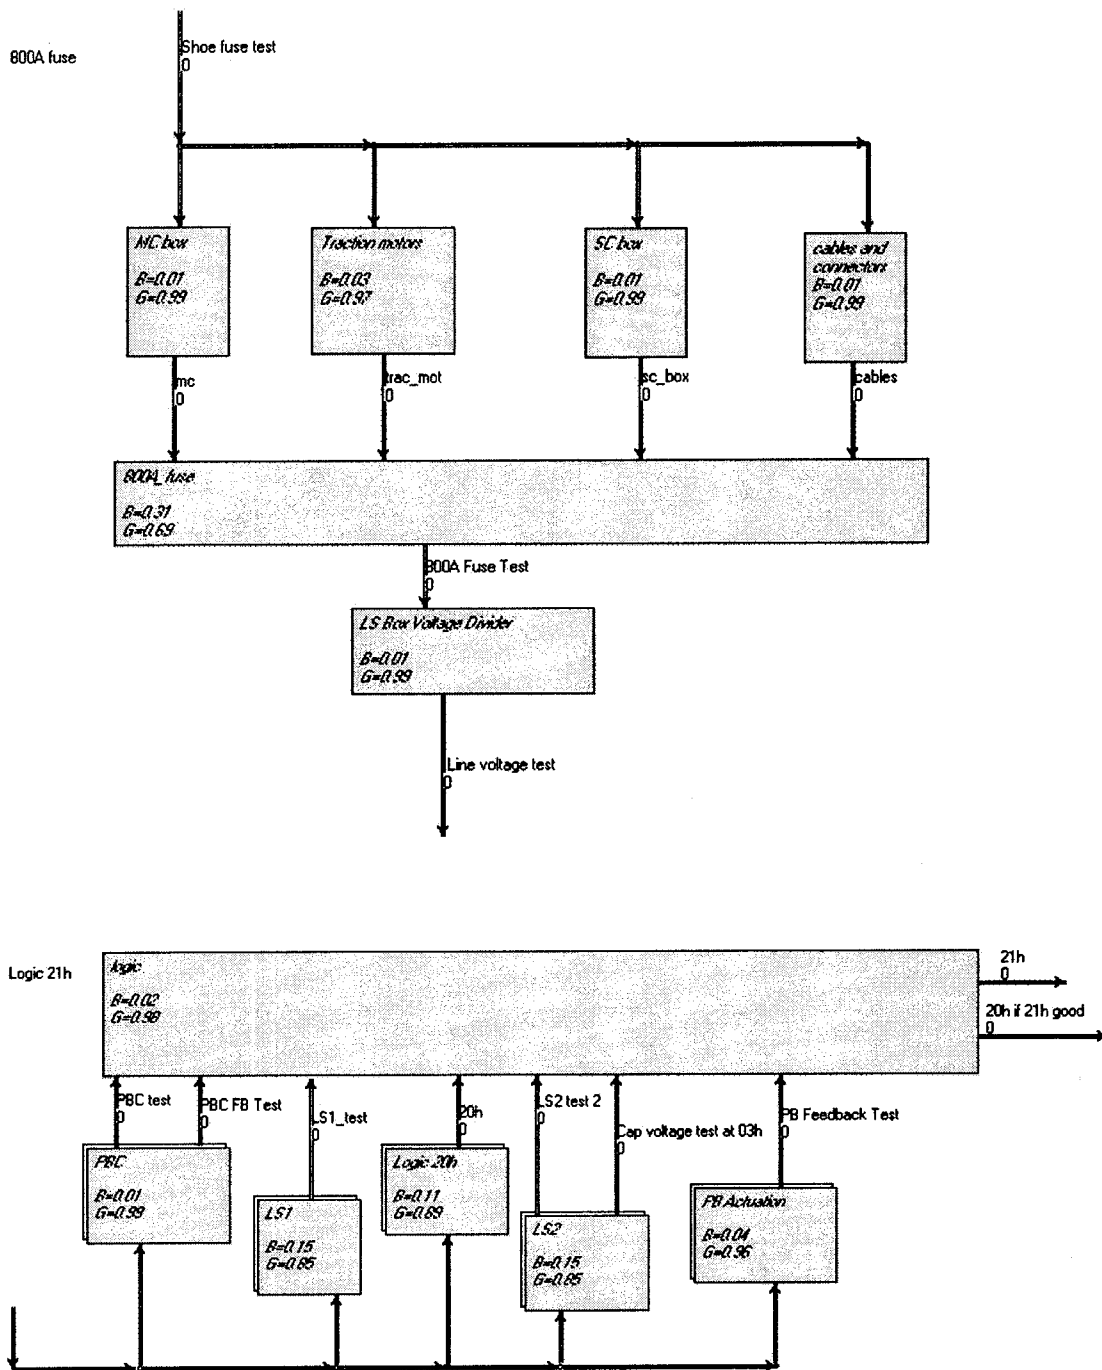 800A fuse
Shoe fuse test
0
MC box
B=0.01
G=0.99
Traction motors
B=0.03
G=0.97
SC box
B=0.01
G=0.99
cables and
connectors
B=0.01
G=0.99
mc
0
trac_mot
0
sc_box
0
cables
0
800A_fuse
B=0.31
G=0.69
800A Fuse Test
0
LS Box Voltage Divider
B=0.01
G=0.99
Line voltage test
0
Logic 21h
logic
B=0.02
G=0.98
21h
0
20h if 21h good
0
PBC test
0
PBC FB Test
0
LS1_test
0
20h
0
LS2 test 2
0
Cap voltage test at 03h
0
PB Feedback Test
0
PBC
B=0.01
G=0.99
LS1
B=0.15
G=0.85
Logic 20h
B=0.11
G=0.89
LS2
B=0.15
G=0.85
PB Actuation
B=0.04
G=0.96